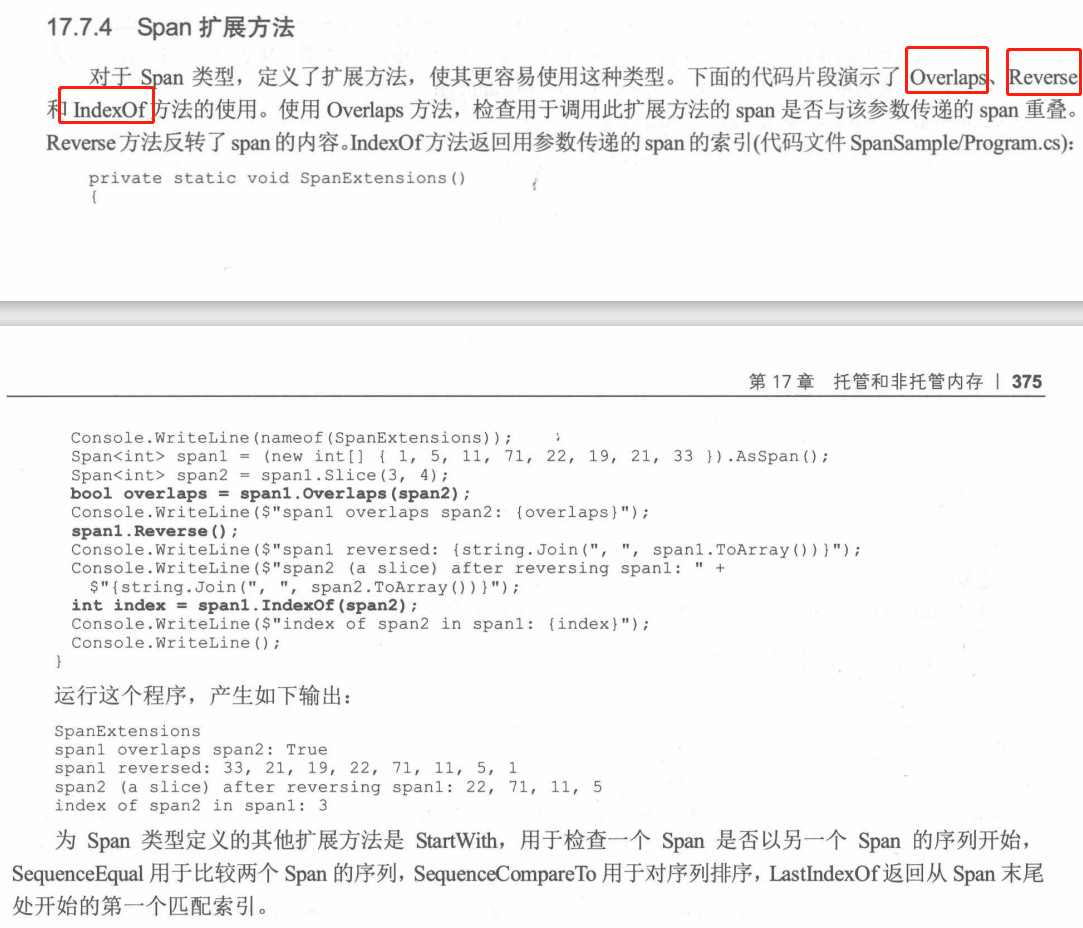 17.7.4 Span 扩展方法
对于 Span 类型，定义了扩展方法，使其更容易使用这种类型。下面的代码片段演示了 Overlaps、Reverse
和 IndexOf 方法的使用。使用 Overlaps 方法，检查用于调用此扩展方法的 span 是否与该参数传递的 span 重叠。
Reverse 方法反转了 span 的内容。IndexOf 方法返回用参数传递的 span 的索引(代码文件 SpanSample/Program.cs):
private static void SpanExtensions()
{
第 17 章 托管和非托管内存 | 375
Console.WriteLine(nameof(SpanExtensions));
Span<int> span1 = (new int[] { 1, 5, 11, 71, 22, 19, 21, 33 }).AsSpan();
Span<int> span2 = span1.Slice(3, 4);
bool overlaps = span1.Overlaps(span2);
Console.WriteLine($"span1 overlaps span2: {overlaps}");
span1.Reverse();
Console.WriteLine($"span1 reversed: {string.Join(", ", span1.ToArray())}");
Console.WriteLine($"span2 (a slice) after reversing span1: " +
$"{string.Join(", ", span2.ToArray())}");
int index = span1.IndexOf(span2);
Console.WriteLine($"index of span2 in span1: {index}");
Console.WriteLine();
}
运行这个程序，产生如下输出：
SpanExtensions
span1 overlaps span2: True
span1 reversed: 33, 21, 19, 22, 71, 11, 5, 1
span2 (a slice) after reversing span1: 22, 71, 11, 5
index of span2 in span1: 3
为 Span 类型定义的其他扩展方法是 StartWith，用于检查一个 Span 是否以另一个 Span 的序列开始，
SequenceEqual 用于比较两个 Span 的序列，SequenceCompareTo 用于对序列排序，LastIndexOf 返回从 Span 末尾
处开始的第一个匹配索引。